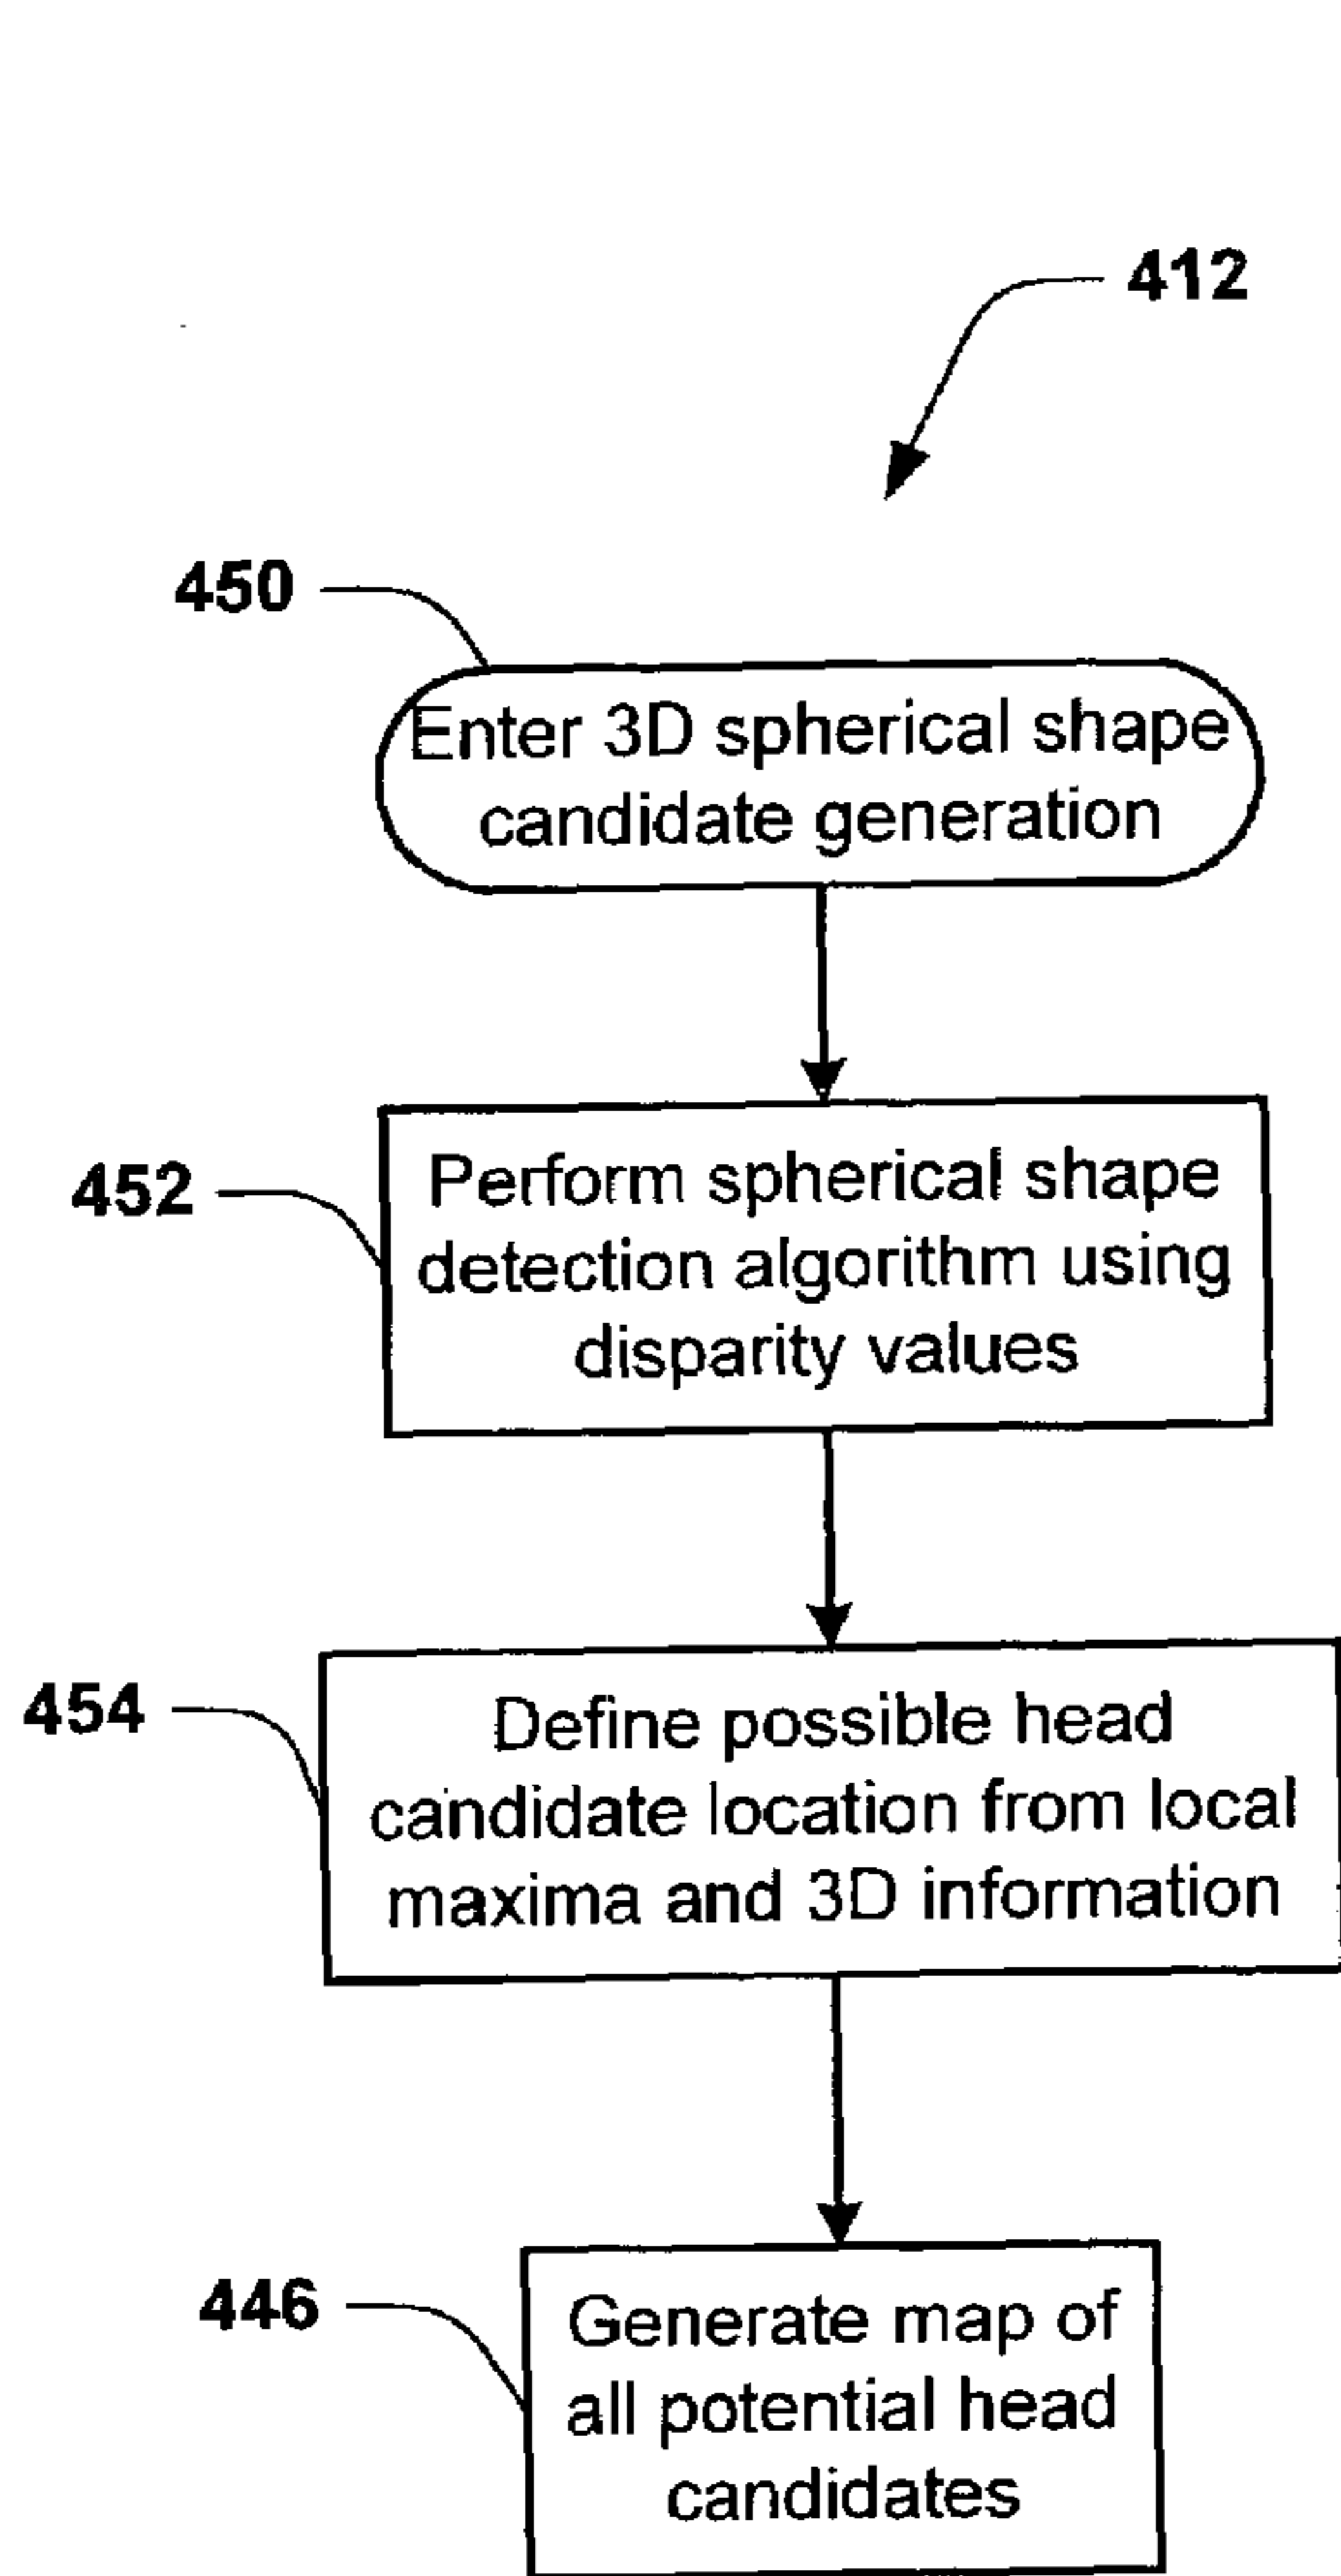 412
450
Enter 3D spherical shape
candidate generation
452
Perform spherical shape
detection algorithm using
disparity values
454
Define possible head
candidate location from local
maxima and 3D information
446
Generate map of
all potential head
candidates